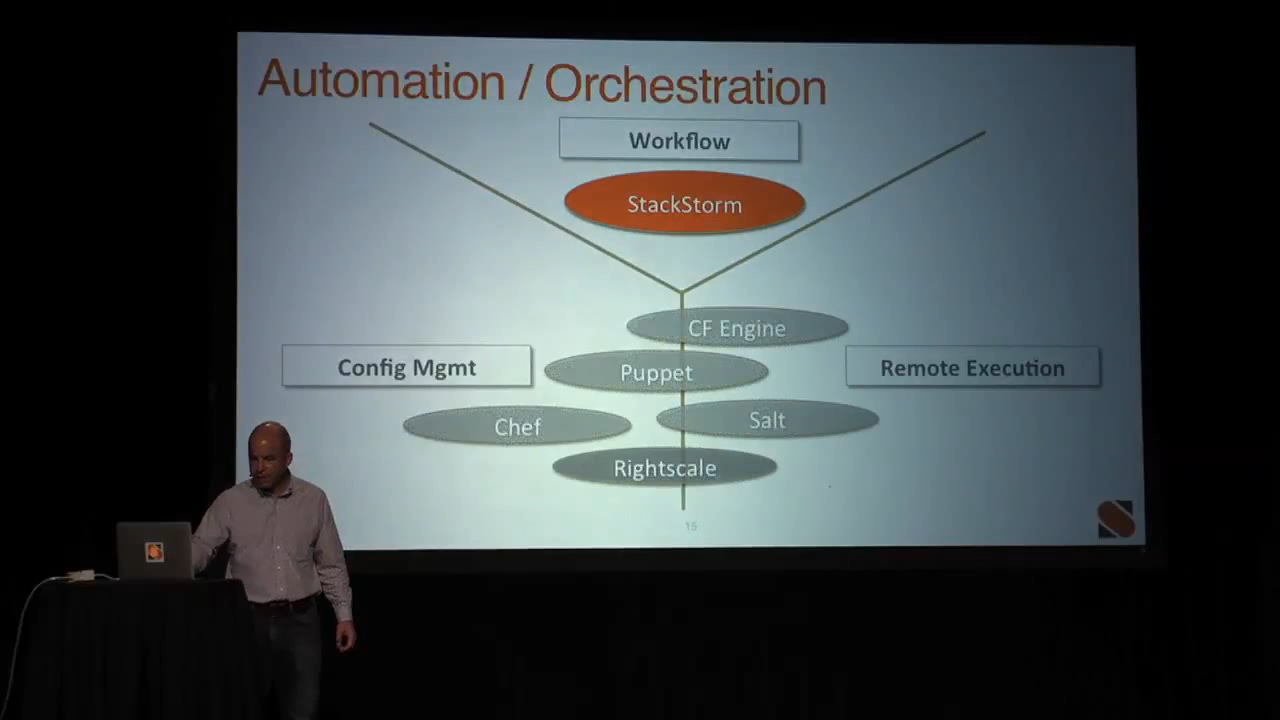 Automation / Orchestration
Workflow
StackStorm
CF Engine
Config Mgmt
Puppet
Remote Execution
Chef
Salt
Rightscale
15